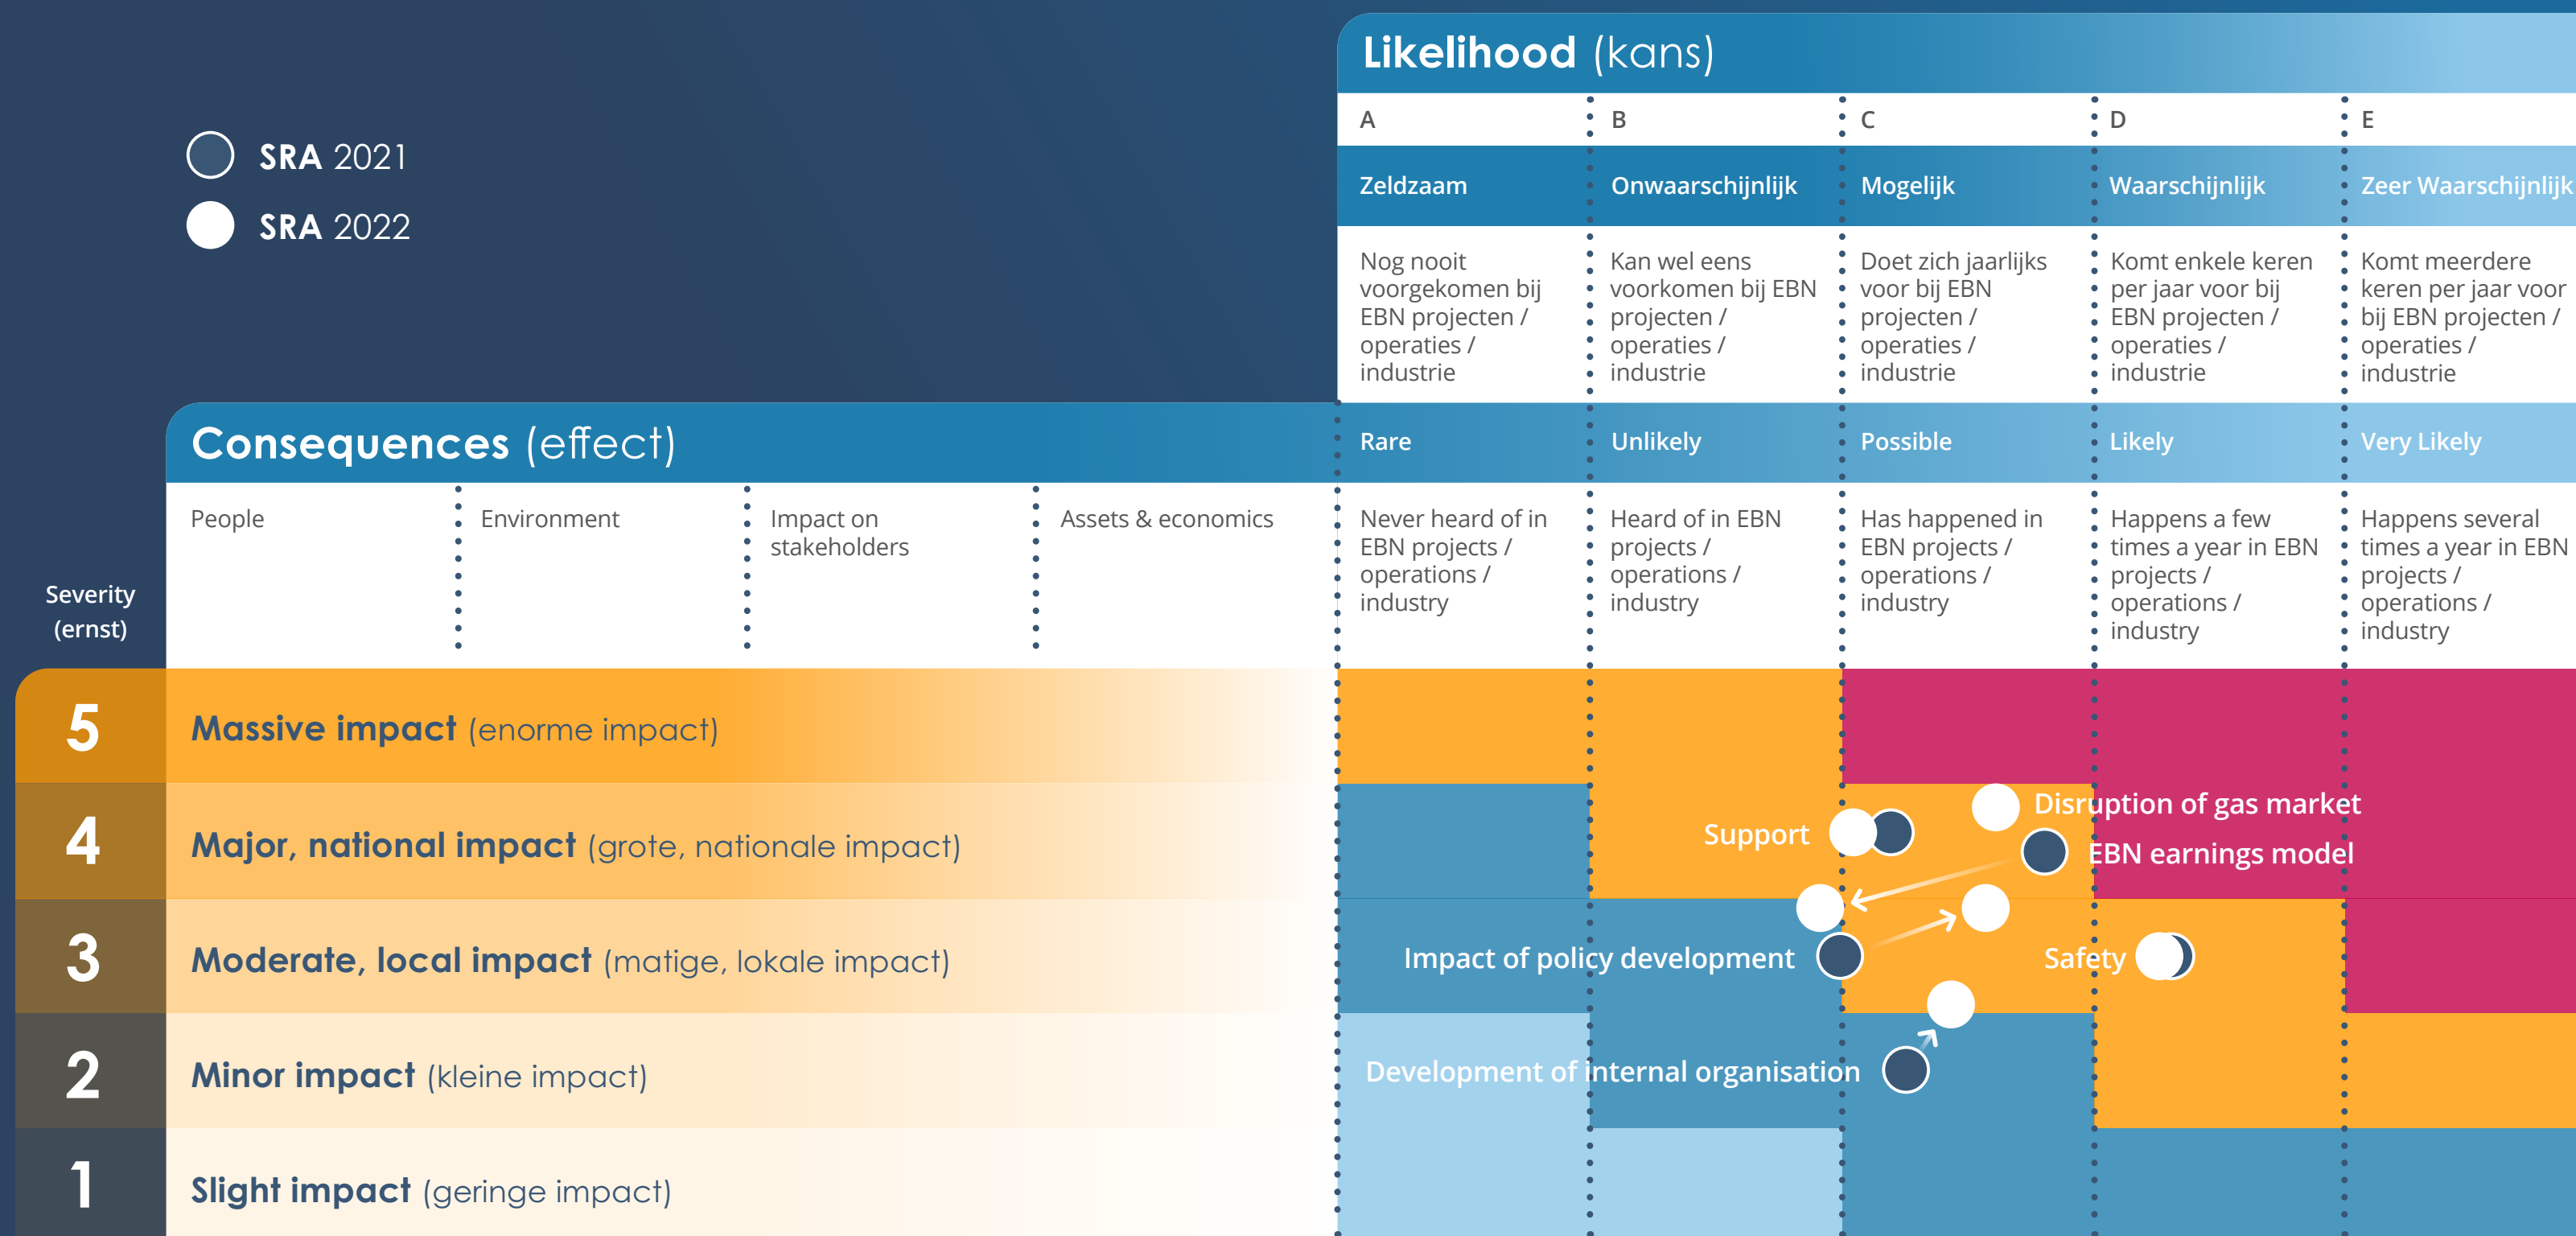 Likelihood (kans)
SRA 2021
SRA 2022
A
B
C
D
E
Zeldzaam
Onwaarschijnlijk
Mogelijk
Waarschijnlijk
Zeer Waarschijnlijk
Nog nooit
voorgekomen bij
EBN projecten /
operaties /
industrie
Kan wel eens
voorkomen bij EBN
projecten /
operaties /
industrie
Doet zich jaarlijks
voor bij EBN
projecten /
operaties /
industrie
Komt enkele keren
per jaar voor bij
EBN projecten /
operaties /
industrie
Komt meerdere
keren per jaar voor
bij EBN projecten /
operaties /
industrie
Consequences (effect)
Rare
Unlikely
Possible
Likely
Very Likely
People
Environment
Impact on
stakeholders
Assets & economics
Never heard of in
EBN projects /
operations /
industry
Heard of in EBN
projects /
operations /
industry
Has happened in
EBN projects /
operations /
industry
Happens a few
times a year in EBN
projects /
operations /
industry
Happens several
times a year in EBN
projects /
operations /
industry
Severity
(ernst)
5
Massive impact (enorme impact)
4
Major, national impact (grote, nationale impact)
Support
Disruption of gas market
EBN earnings model
3
Moderate, local impact (matige, lokale impact)
Impact of policy development
Safety
2
Minor impact (kleine impact)
Development of internal organisation
1
Slight impact (geringe impact)